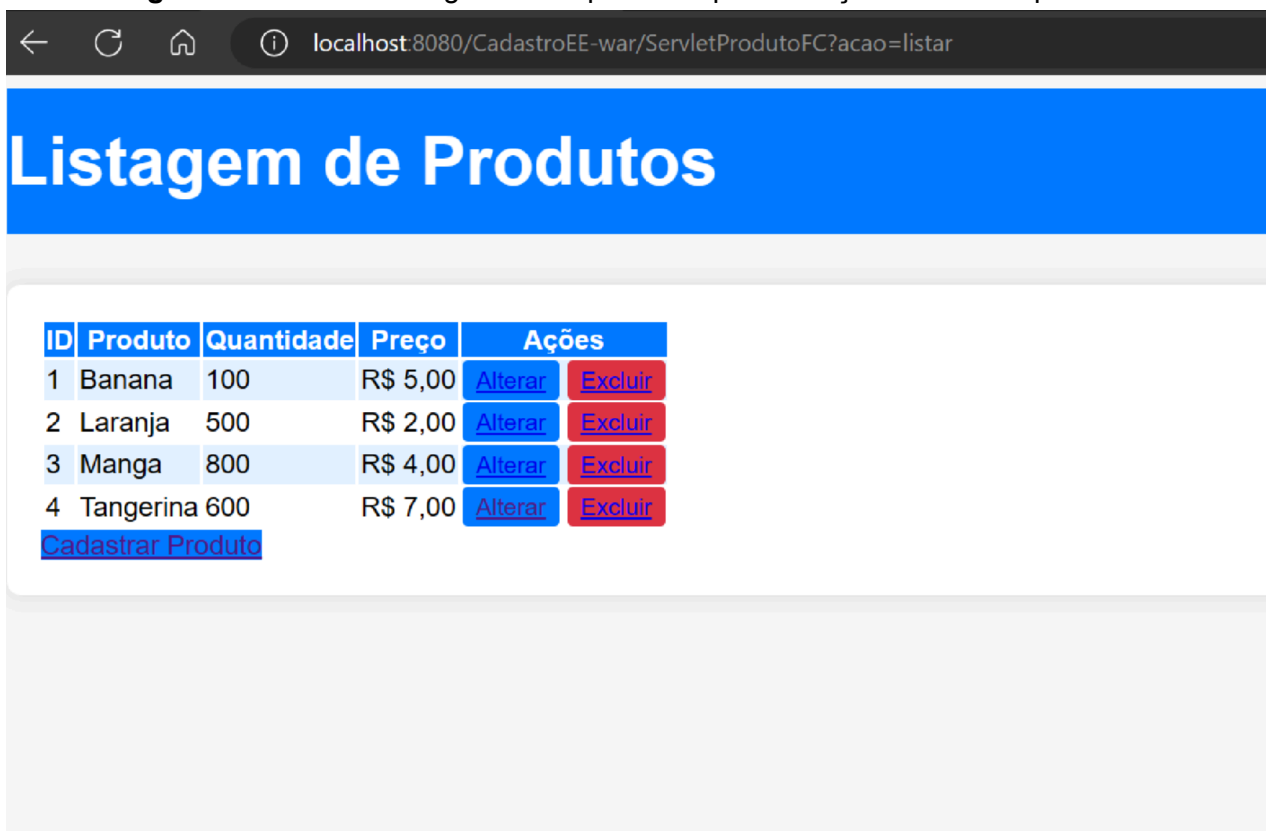 localhost:8080/CadastroEE-war/ServletProdutoFC?acao=listar
Listagem de Produtos
ID Produto Quantidade Preço Ações
1 Banana 100 R$ 5,00 Alterar Excluir
2 Laranja 500 R$ 2,00 Alterar Excluir
3 Manga 800 R$ 4,00 Alterar Excluir
4 Tangerina 600 R$ 7,00 Alterar Excluir
Cadastrar Produto